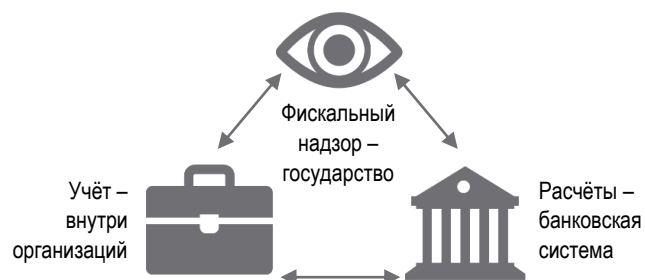 Фискальный
надзор –
государство
Учёт –
внутри
организаций
Расчёты –
банковская
система